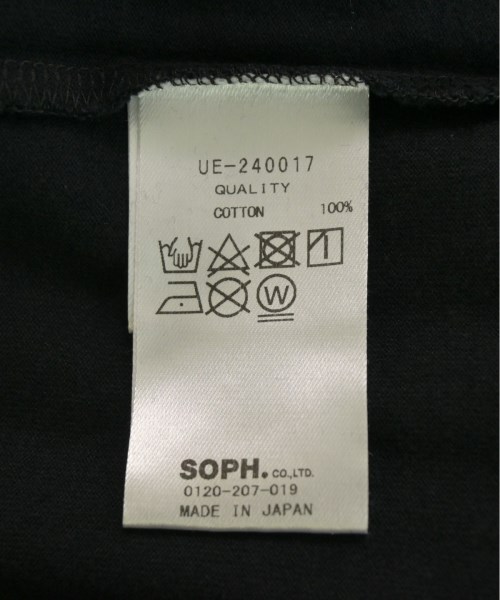 UE-240017
QUALITY
COTTON 100%
W
SOPH. CO.,LTD.
0120-207-019
MADE IN JAPAN